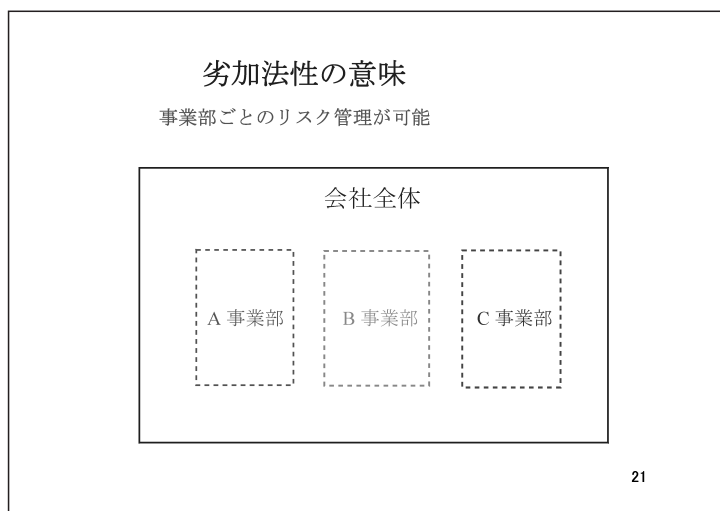 劣加法性の意味
事業部ごとのリスク管理が可能
会社全体
A 事業部
B 事業部
C 事業部
21